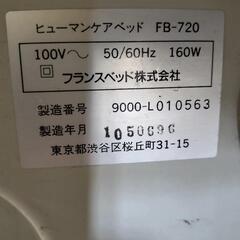 ヒューマンケアベッド FB-720
100V～ 50/60Hz 160W
フランスベッド株式会社
製造番号 9000-L010563
製造年月 1050696
東京都渋谷区桜丘町31-15